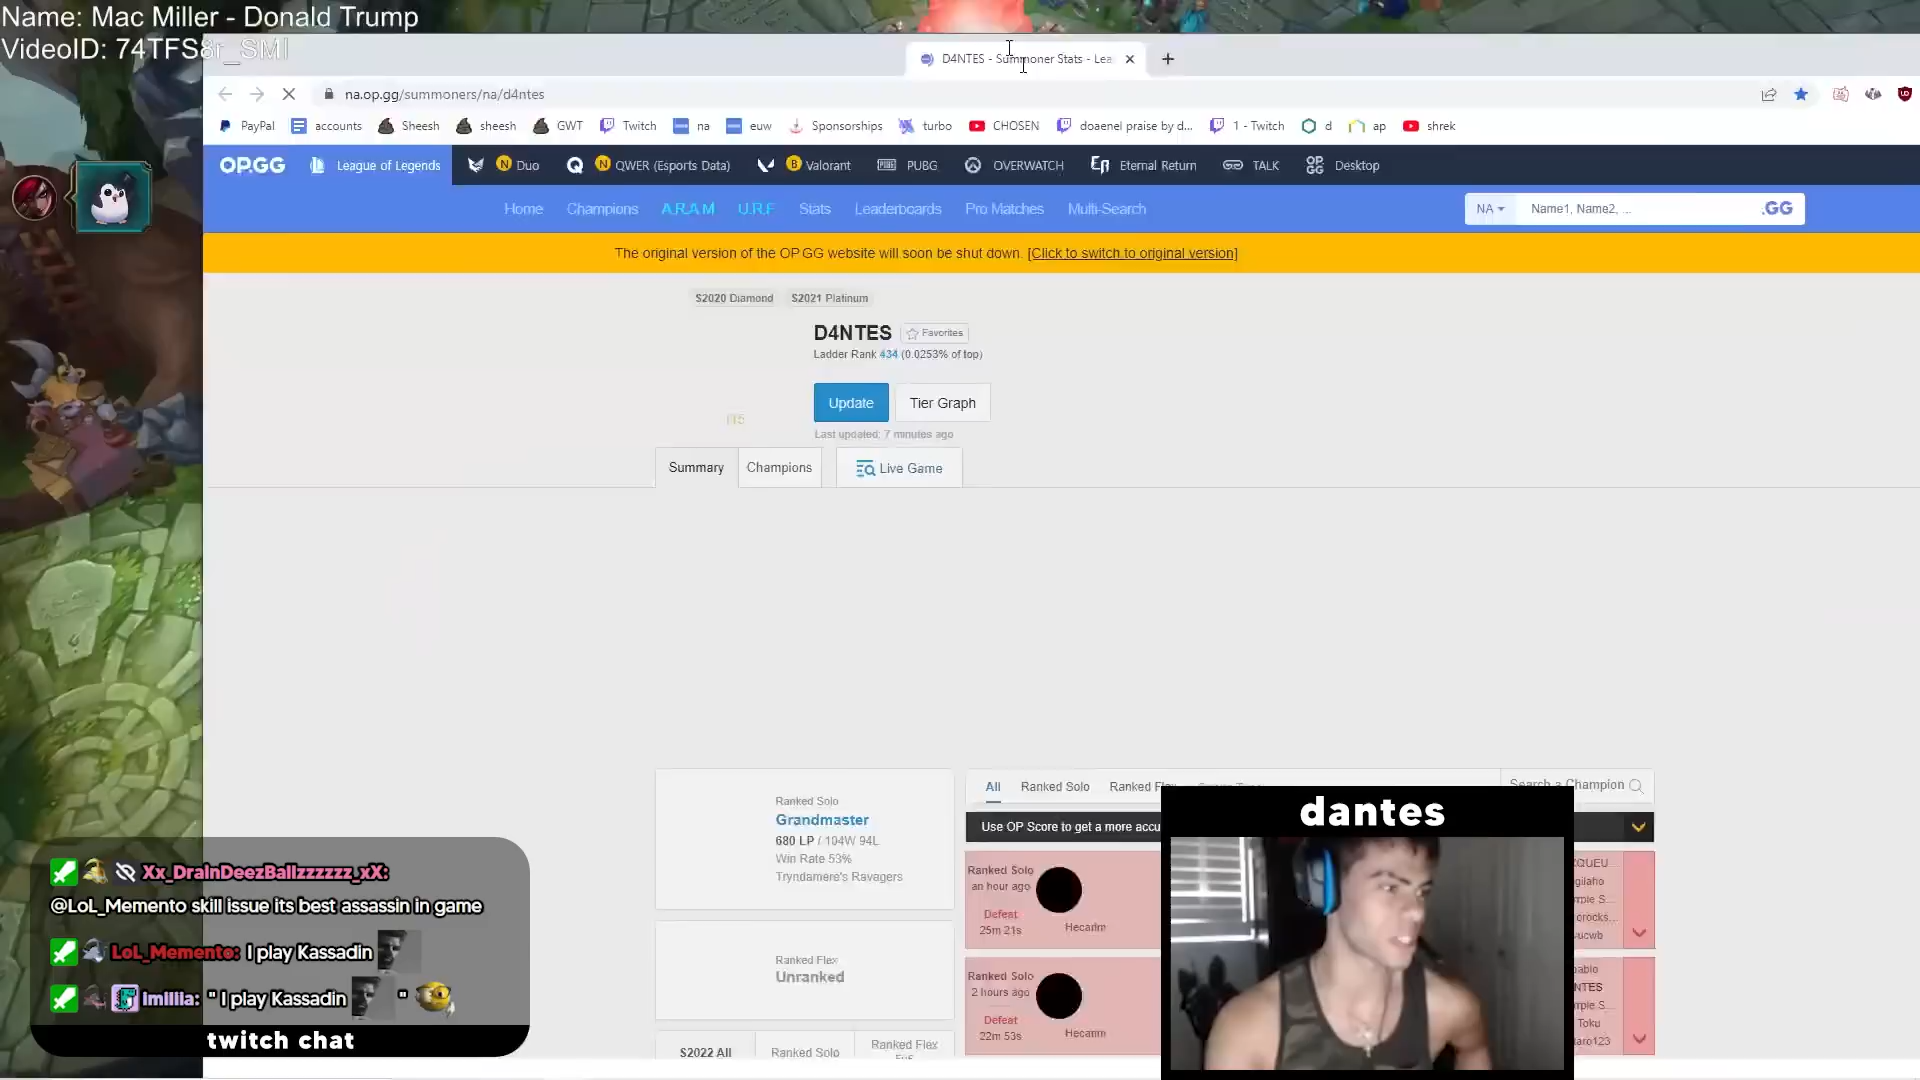 Name: Mac Miller - Donald Trump
VideoID: 74TFS8r_SMI
D4NTES - Summoner Stats - Lea
na.op.gg/summoners/na/d4ntes
PayPal accounts Sheesh sheesh GWT Twitch na euw Sponsorships turbo CHOSEN doaenel praise by d... 1 - Twitch d ap shrek
OP.GG League of Legends Duo QWER (Esports Data) Valorant PUBG OVERWATCH Eternal Return TALK Desktop
Home Champions A.R.A.M U.R.F Stats Leaderboards Pro Matches Multi-Search NA Name1, Name2, ... .GG
The original version of the OP.GG website will soon be shut down. [Click to switch to original version]
S2020 Diamond S2021 Platinum
D4NTES Favorites
Ladder Rank 434 (0.0253% of top)
Update Tier Graph
Last updated: 7 minutes ago
Summary Champions Live Game
Ranked Solo
Grandmaster
680 LP / 104W 94L
Win Rate 53%
Tryndamere's Ravagers
Ranked Flex
Unranked
S2022 All Ranked Solo Ranked Flex
All Ranked Solo Search a Champion
Use OP Score to get a more accu
Ranked Solo
an hour ago
Defeat
25m 21s
Hecarim
Ranked Solo
2 hours ago
Defeat
22m 53s
Hecarim
dantes
Xx_DrainDeezBallzzzzzz_xX:
@LoL_Memento skill issue its best assassin in game
LoL_Memento: I play Kassadin
imlllla: " I play Kassadin "
twitch chat